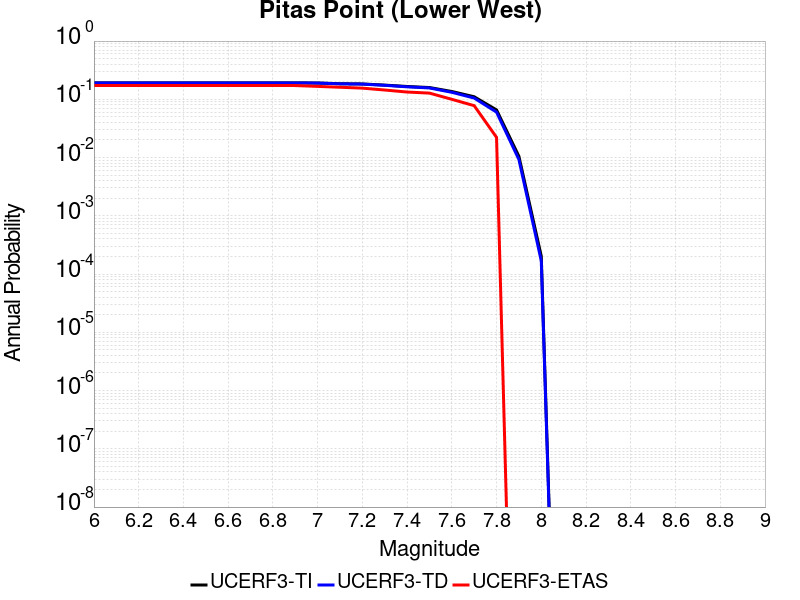 Pitas Point (Lower West)
Annual Probability
10^0
10^-1
10^-2
10^-3
10^-4
10^-5
10^-6
10^-7
10^-8
6 6.2 6.4 6.6 6.8 7 7.2 7.4 7.6 7.8 8 8.2 8.4 8.6 8.8 9
Magnitude
UCERF3-TI UCERF3-TD UCERF3-ETAS